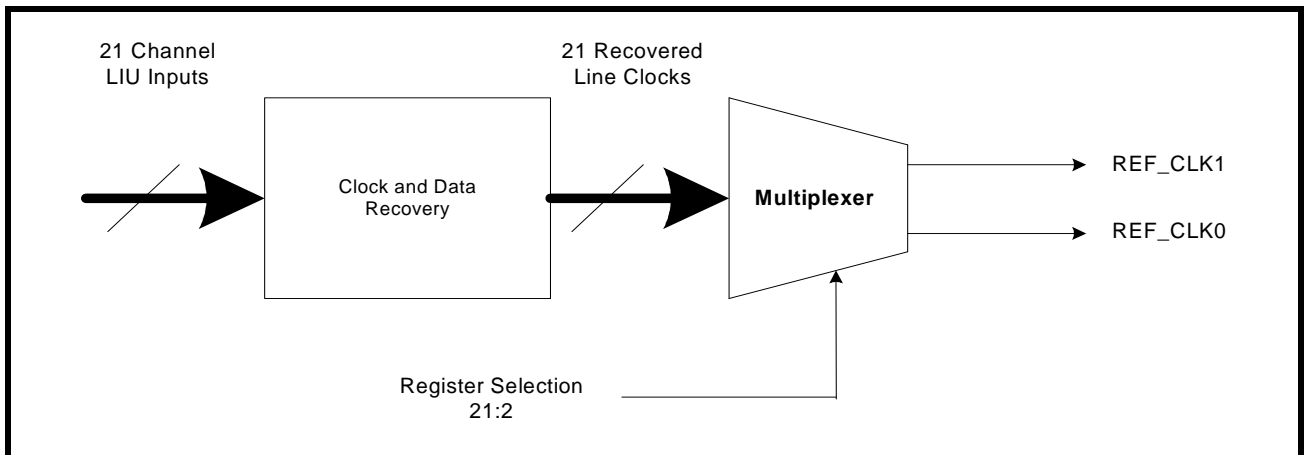 21 Channel
LIU Inputs
21 Recovered
Line Clocks
Clock and Data
Recovery
Multiplexer
REF_CLK1
REF_CLK0
Register Selection
21:2